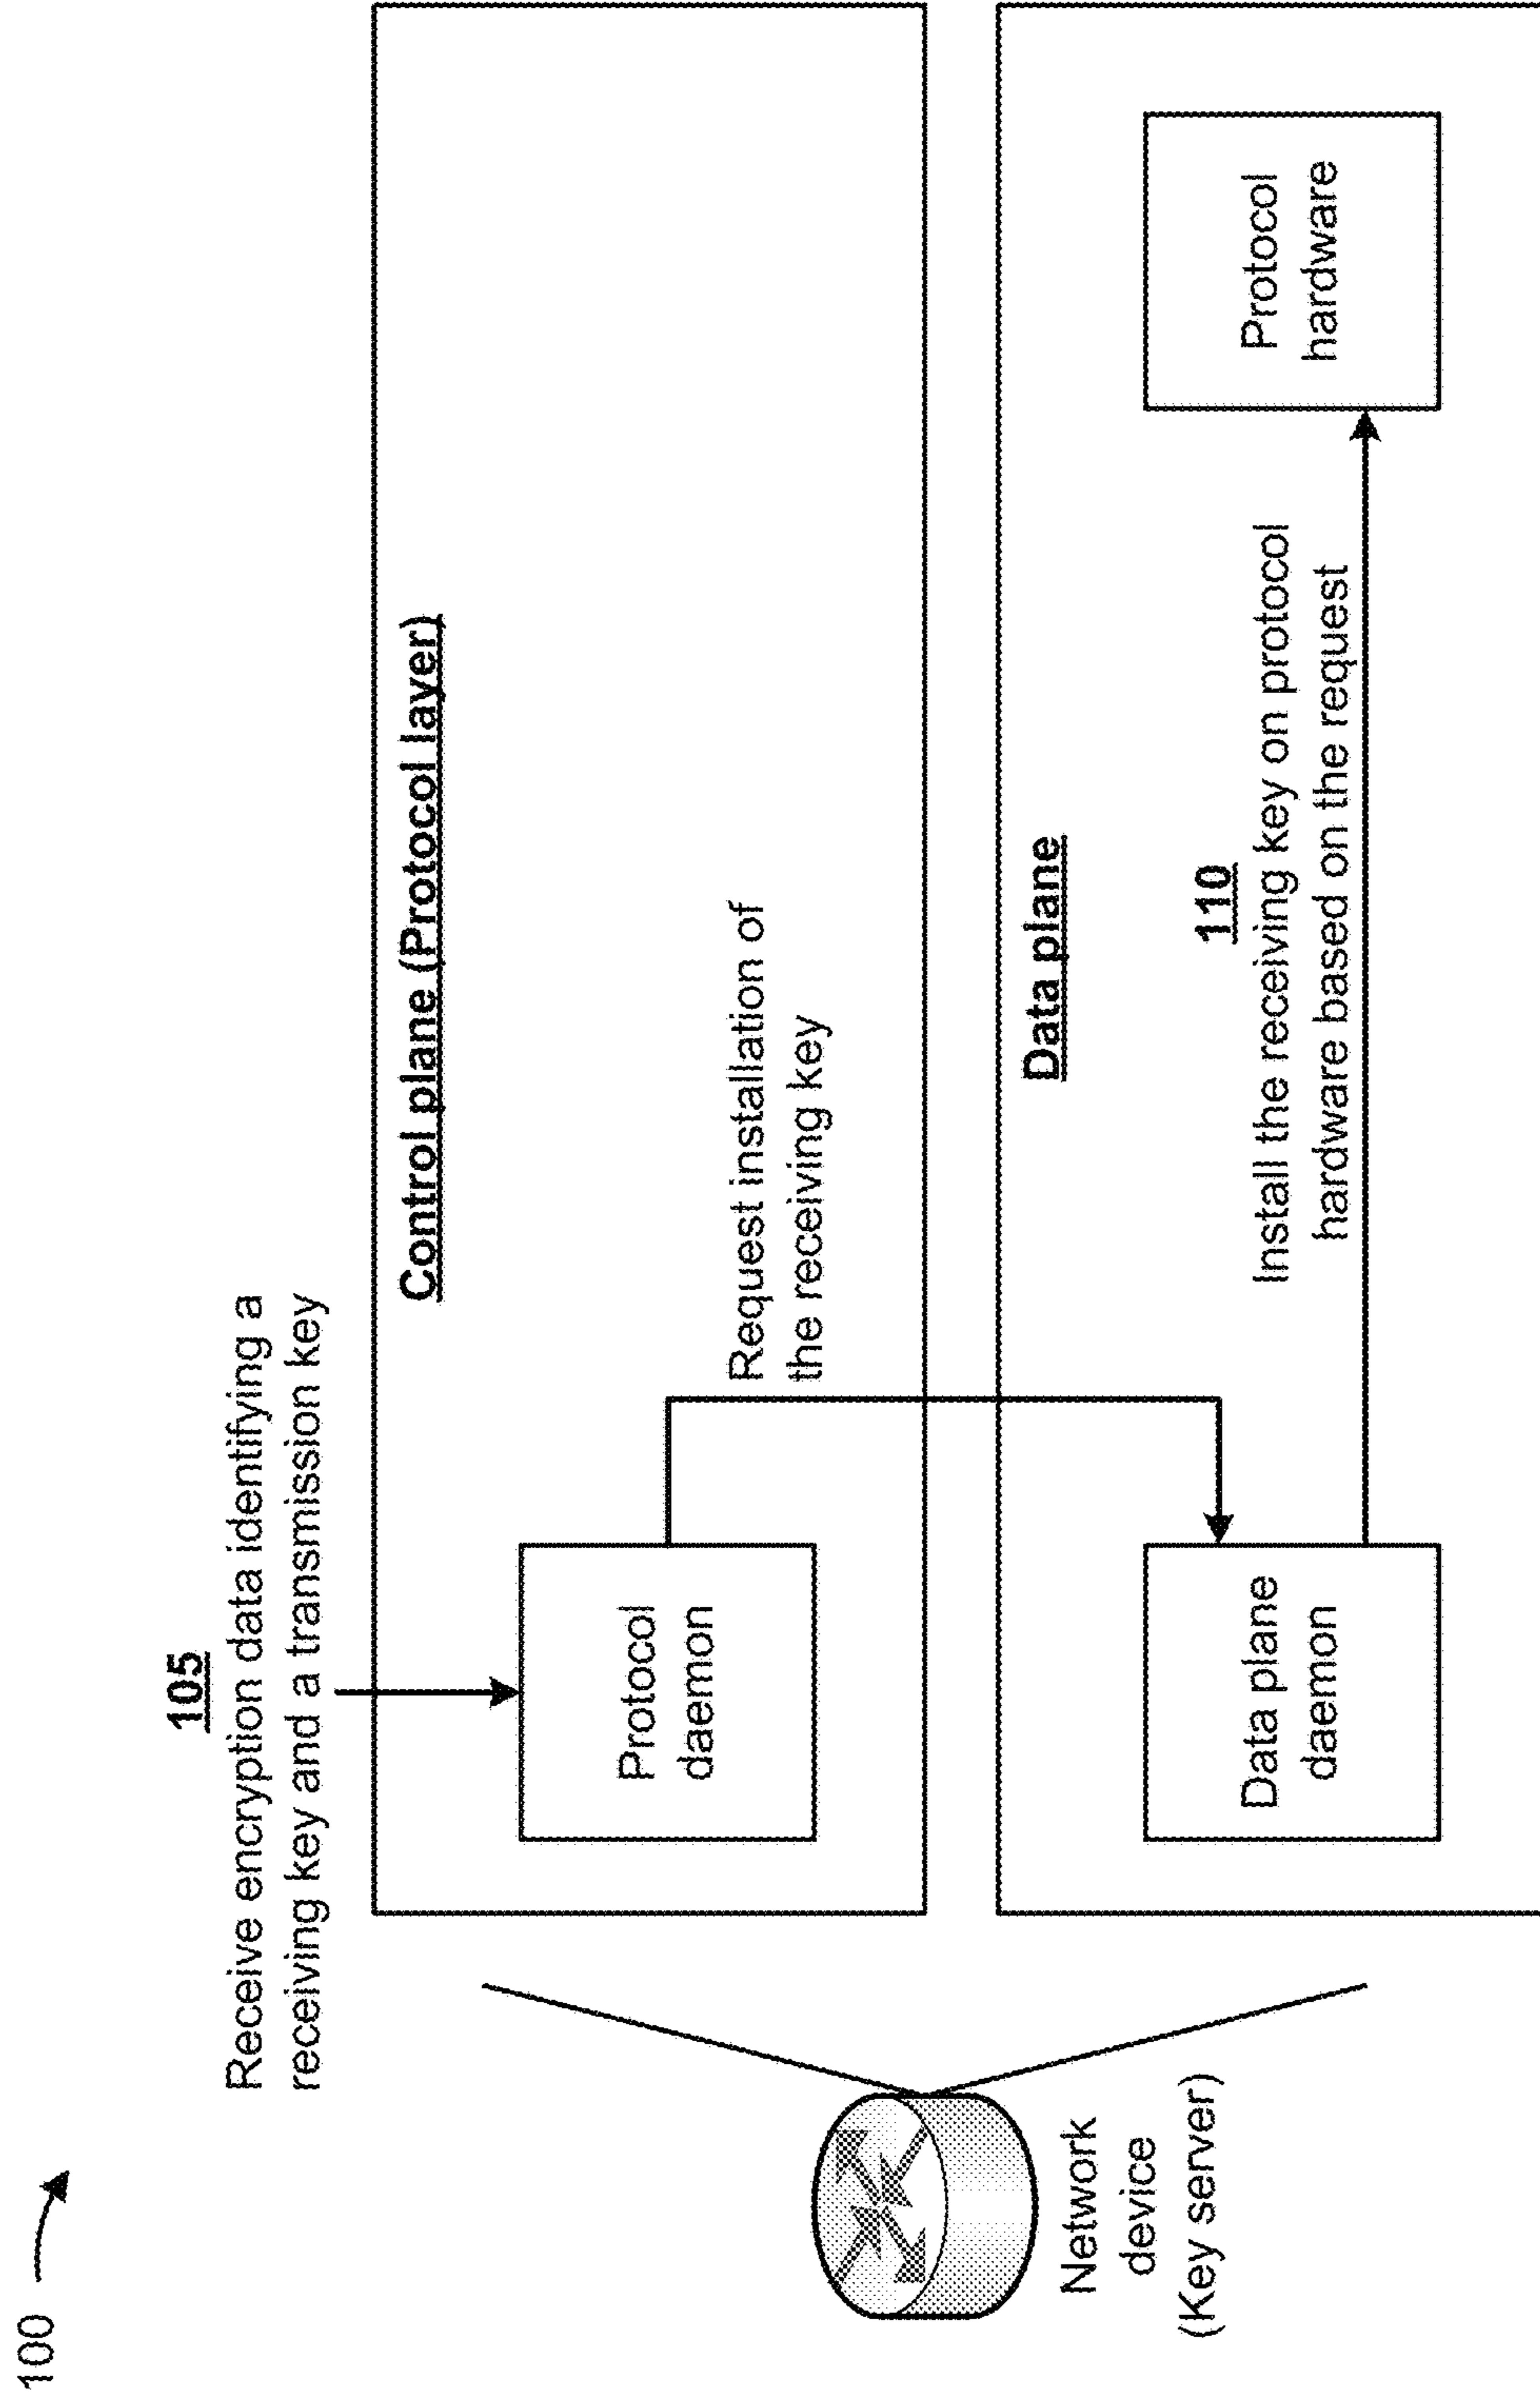 100
105
Receive encryption data identifying a
receiving key and a transmission key
Control plane (Protocol layer)
Protocol
daemon
Request installation of
the receiving key
Network
device
(Key server)
Data plane
110
Install the receiving key on protocol
hardware based on the request
Data plane
daemon
Protocol
hardware